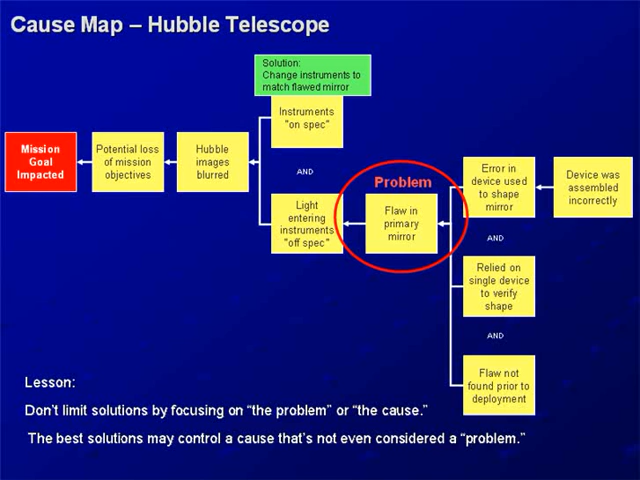 Cause Map – Hubble Telescope
Solution:
Change instruments to
match flawed mirror
Instruments
"on spec"
Mission
Goal
Impacted
Potential loss
of mission
objectives
Hubble
images
blurred
AND
Light
entering
instruments
"off spec"
Problem
Flaw in
primary
mirror
Error in
device used
to shape
mirror
Device was
assembled
incorrectly
AND
Relied on
single device
to verify
shape
AND
Flaw not
found prior to
deployment
Lesson:
Don't limit solutions by focusing on "the problem" or "the cause."
The best solutions may control a cause that's not even considered a "problem."